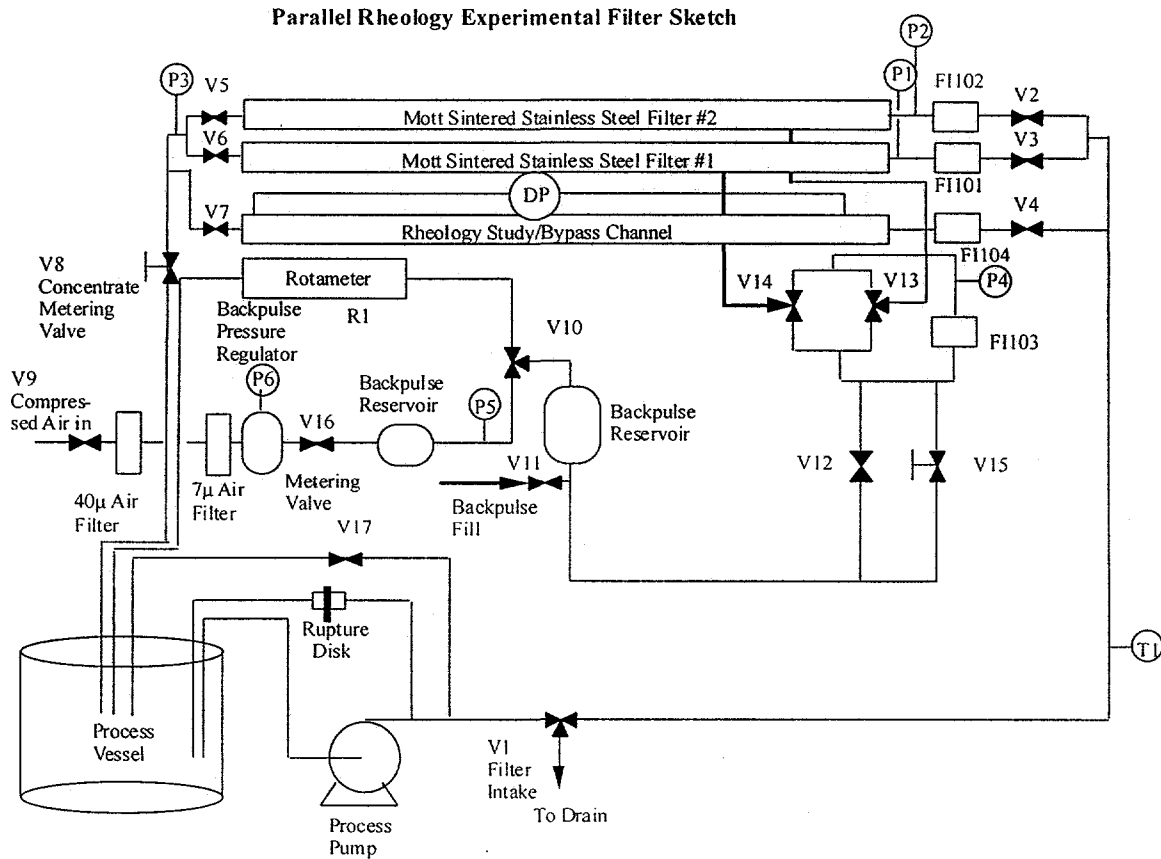 Parallel Rheology Experimental Filter Sketch
P2
P3
V5
P1
FI102
V2
Mott Sintered Stainless Steel Filter #2
V6
V3
Mott Sintered Stainless Steel Filter #1
FI101
DP
V7
V4
Rheology Study/Bypass Channel
FI104
V8
Concentrate
Metering
Valve
Rotameter
R1
V14
V13
P4
Backpulse
Pressure
Regulator
V10
FI103
V9
Compres-
sed Air in
P6
Backpulse
Reservoir
P5
Backpulse
Reservoir
V16
V11
V12
V15
40μ Air
Filter
7μ Air
Filter
Metering
Valve
Backpulse
Fill
V17
Rupture
Disk
T1
Process
Vessel
V1
Filter
Intake
To Drain
Process
Pump